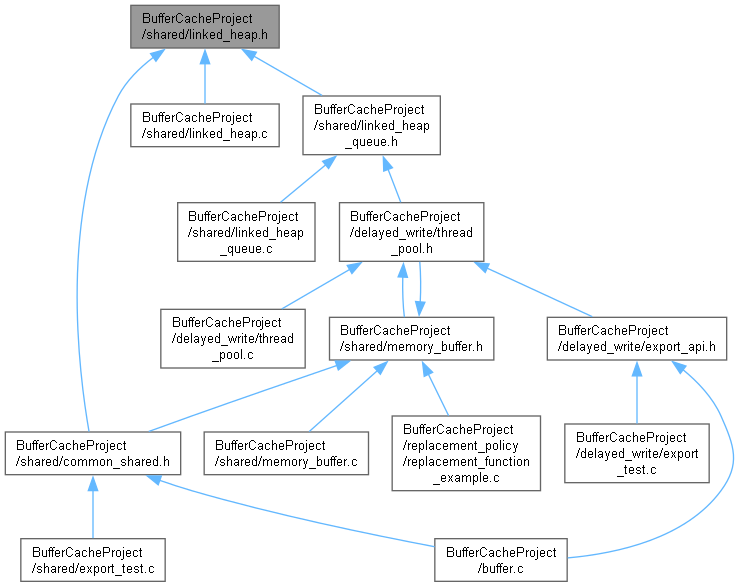 BufferCacheProject
/shared/linked_heap.h
BufferCacheProject
/shared/linked_heap.c
BufferCacheProject
/shared/linked_heap
_queue.h
BufferCacheProject
/shared/linked_heap
_queue.c
BufferCacheProject
/delayed_write/thread
_pool.h
BufferCacheProject
/delayed_write/thread
_pool.c
BufferCacheProject
/shared/memory_buffer.h
BufferCacheProject
/delayed_write/export_api.h
BufferCacheProject
/shared/common_shared.h
BufferCacheProject
/shared/memory_buffer.c
BufferCacheProject
/replacement_policy
/replacement_function
_example.c
BufferCacheProject
/delayed_write/export
_test.c
BufferCacheProject
/shared/export_test.c
BufferCacheProject
/buffer.c